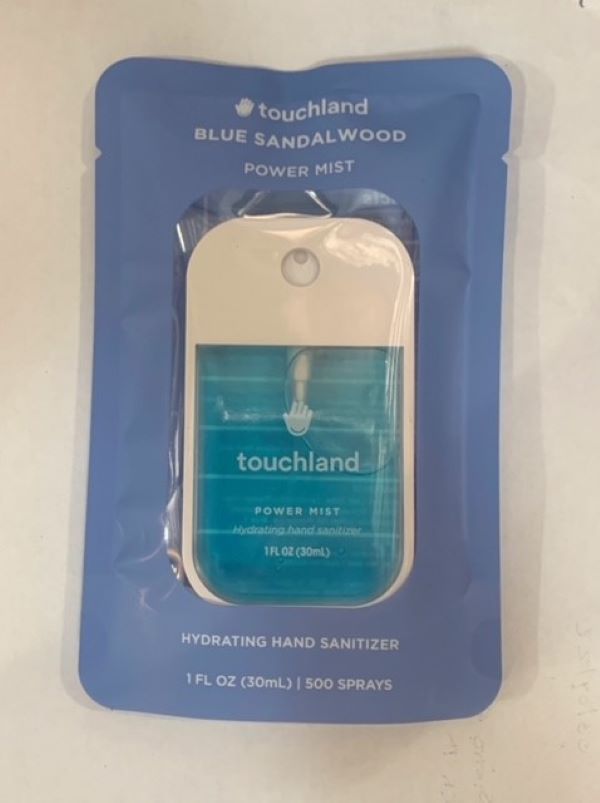 touchland
BLUE SANDALWOOD
POWER MIST
touchland
POWER MIST
Hydrating hand sanitizer
1 FL OZ (30mL)
HYDRATING HAND SANITIZER
1 FL OZ (30mL) | 500 SPRAYS